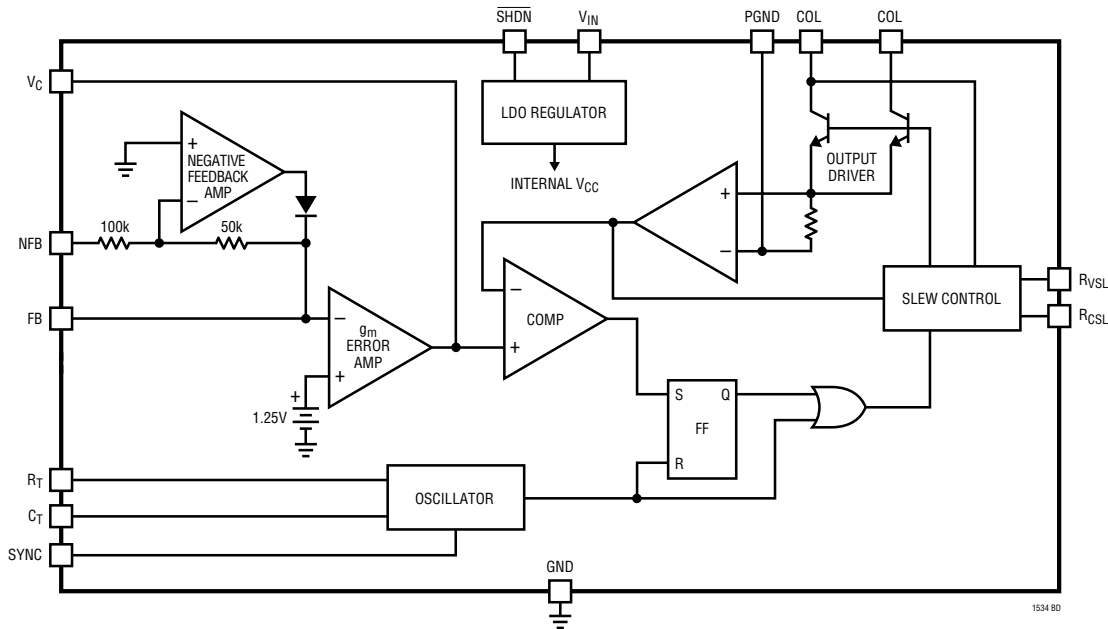 SHDN
VIN
PGND
COL
COL
VC
LDO REGULATOR
+
NEGATIVE
FEEDBACK
AMP
−
OUTPUT
DRIVER
INTERNAL VCC
+
−
100k
50k
NFB
RVSL
SLEW CONTROL
RCSL
FB
−
gm
ERROR
AMP
+
−
COMP
+
+
1.25V
S
Q
FF
R
RT
OSCILLATOR
CT
SYNC
GND
1534 BD